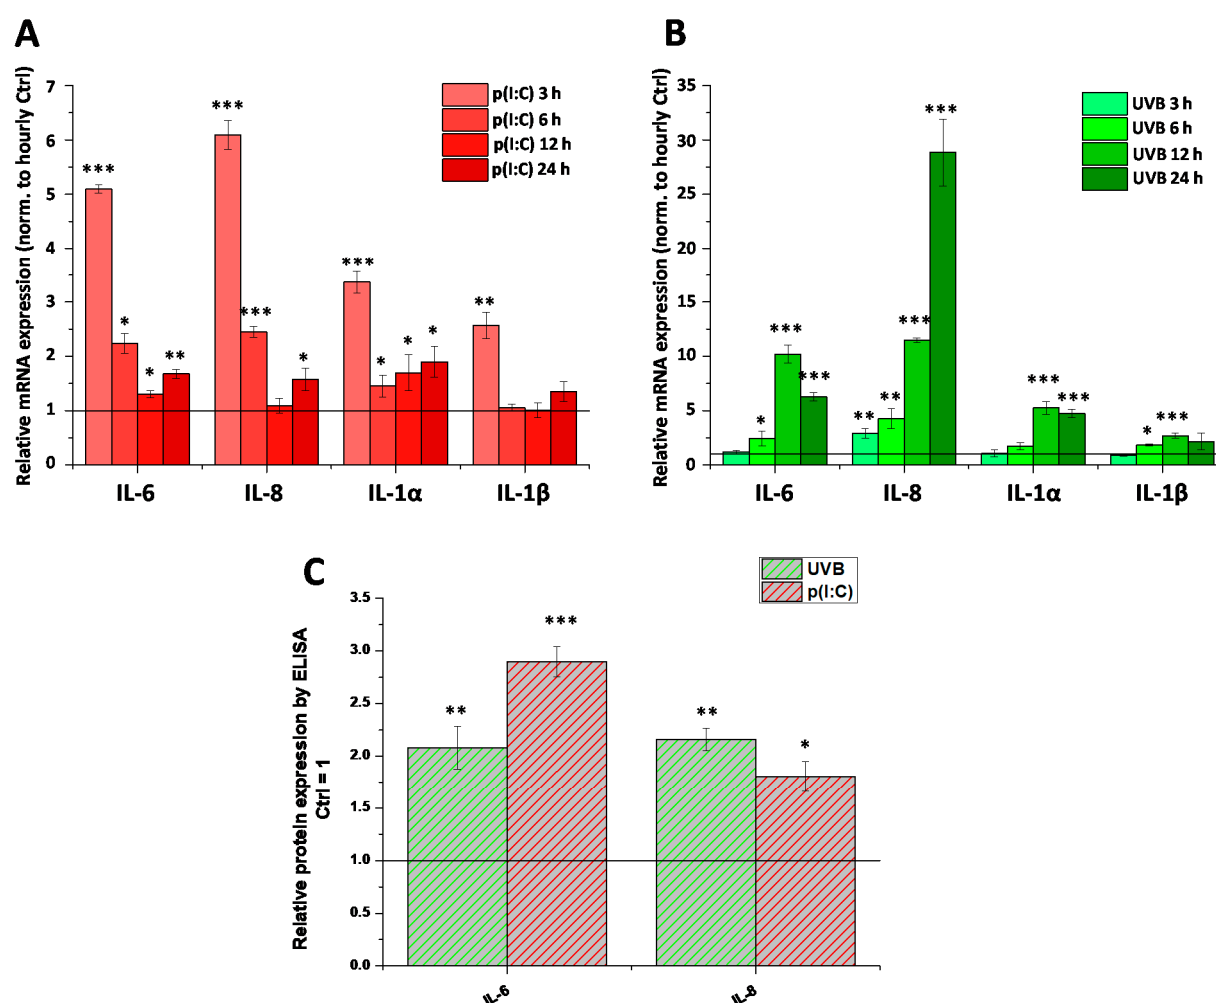 A
Relative mRNA expression (norm. to hourly Ctrl)
7
6
5
4
3
2
1
0
p(I:C) 3 h
p(I:C) 6 h
p(I:C) 12 h
p(I:C) 24 h
***
*
*
**
***
***
*
***
*
*
*
**
IL-6
IL-8
IL-1α
IL-1β
B
Relative mRNA expression (norm. to hourly Ctrl)
35
30
25
20
15
10
5
0
UVB 3 h
UVB 6 h
UVB 12 h
UVB 24 h
*
***
***
**
**
***
***
***
***
*
***
IL-6
IL-8
IL-1α
IL-1β
C
Relative protein expression by ELISA
Ctrl = 1
3.5
3.0
2.5
2.0
1.5
1.0
0.5
0.0
UVB
p(I:C)
**
***
**
*
IL-6
IL-8